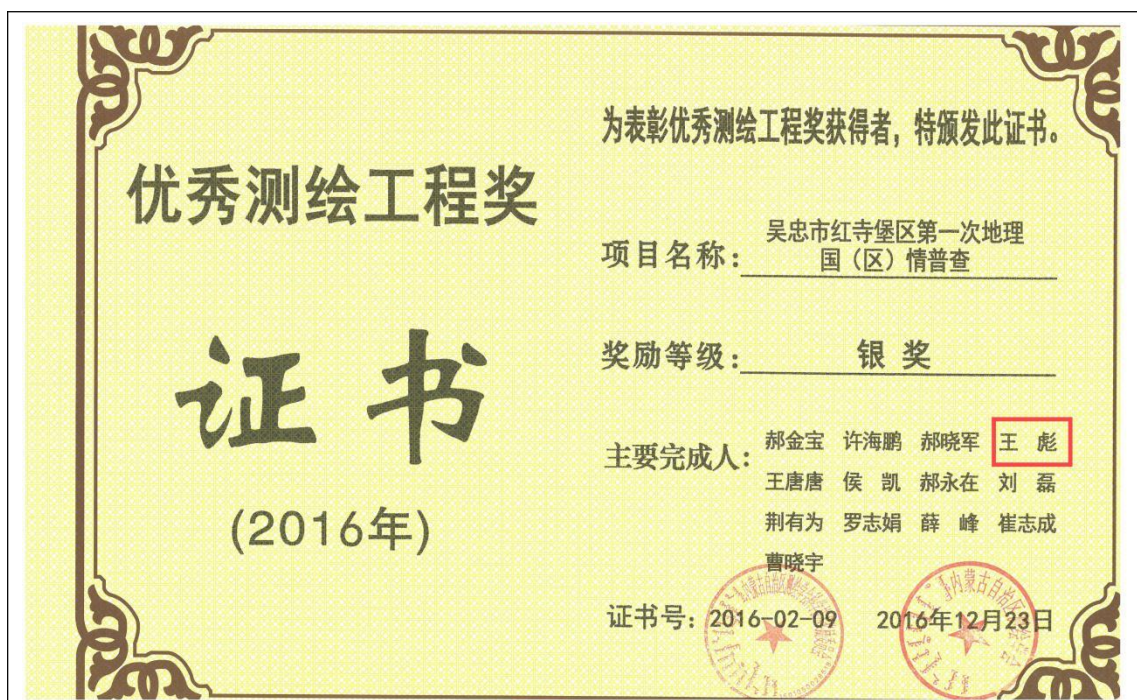 优秀测绘工程奖
证书
(2016年)
为表彰优秀测绘工程奖获得者，特颁发此证书。
项目名称：吴忠市红寺堡区第一次地理
国（区）情普查
奖励等级：银奖
主要完成人：郝金宝 许海鹏 郝晓军 王 彪
王唐唐 侯 凯 郝永在 刘 磊
荆有为 罗志娟 薛 峰 崔志成
曹晓宇
证书号：2016-02-09 2016年12月23日